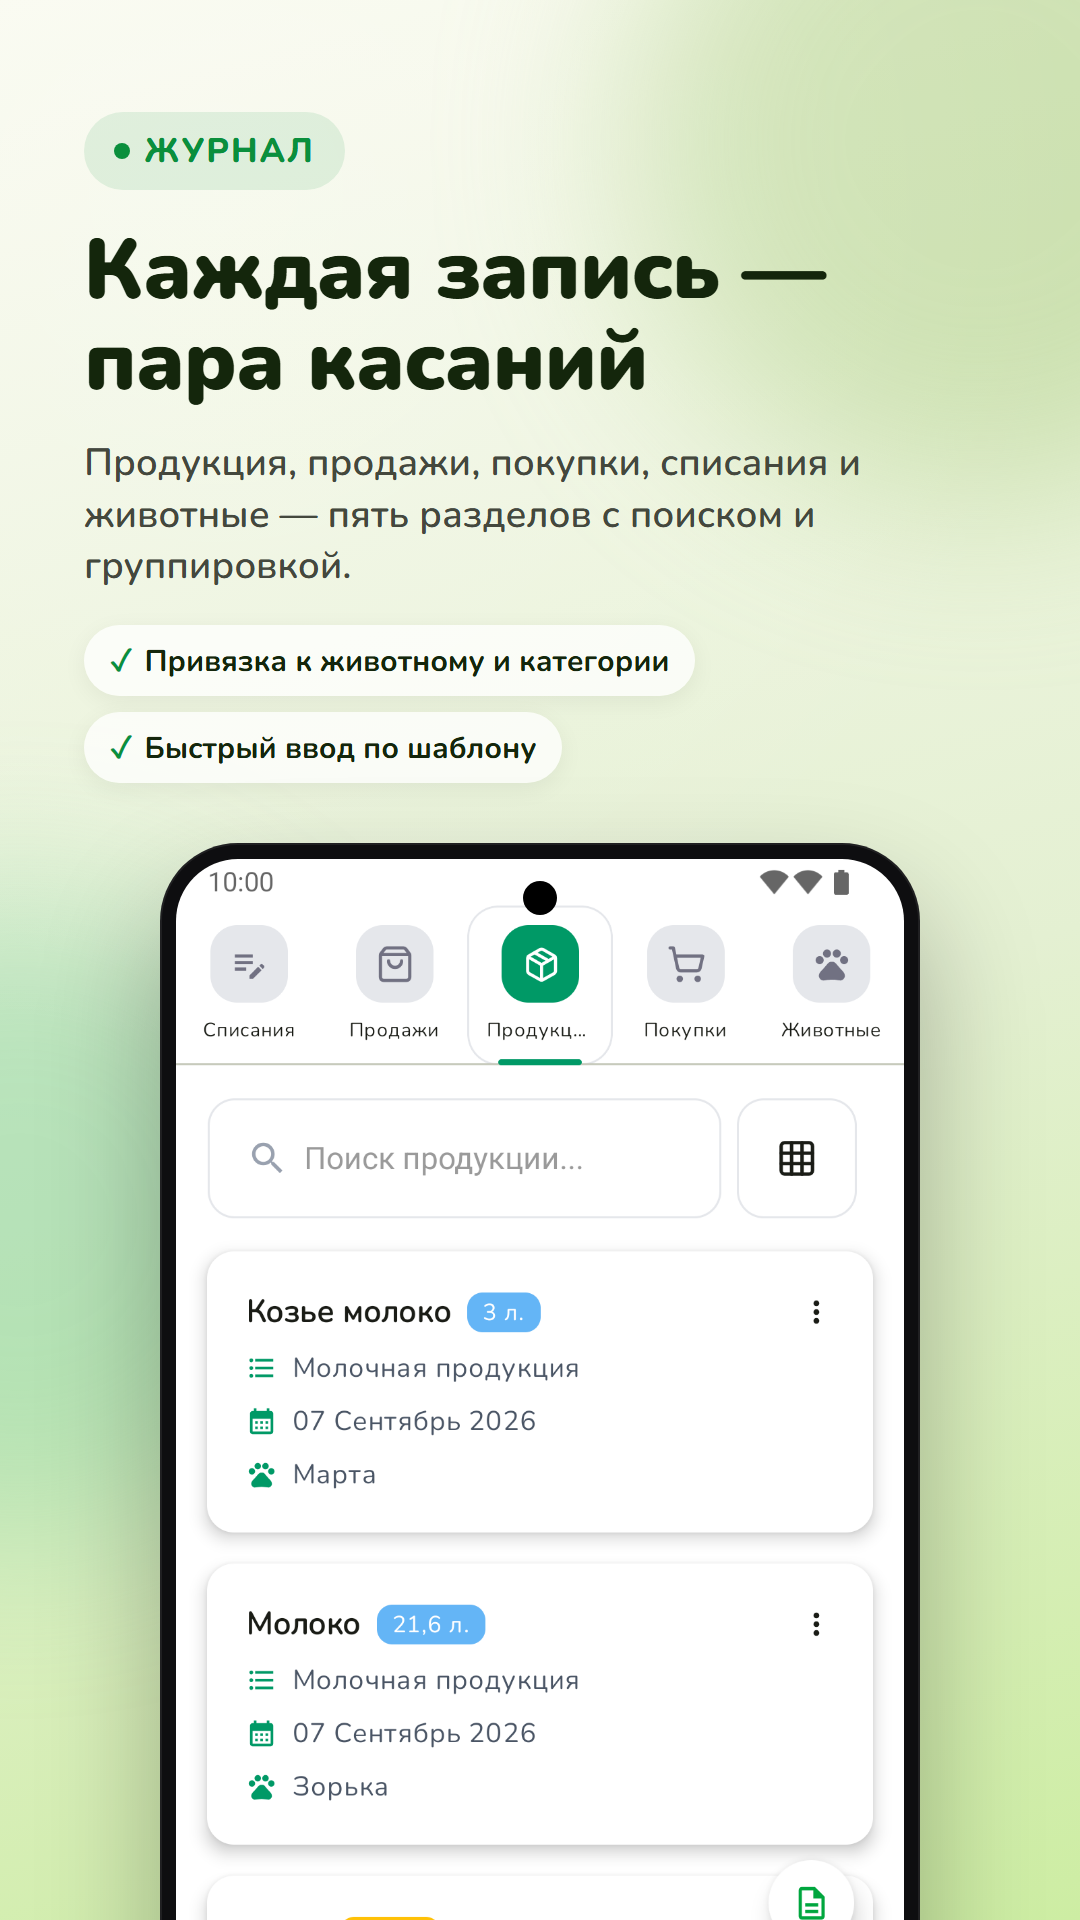 ЖУРНАЛ
Каждая запись —
пара касаний
Продукция, продажи, покупки, списания и
животные — пять разделов с поиском и
группировкой.
✓ Привязка к животному и категории
✓ Быстрый ввод по шаблону
10:00
Списания Продажи Продукц... Покупки Животные
Поиск продукции...
Козье молоко 3 л.
Молочная продукция
07 Сентябрь 2026
Марта
Молоко 21,6 л.
Молочная продукция
07 Сентябрь 2026
Зорька